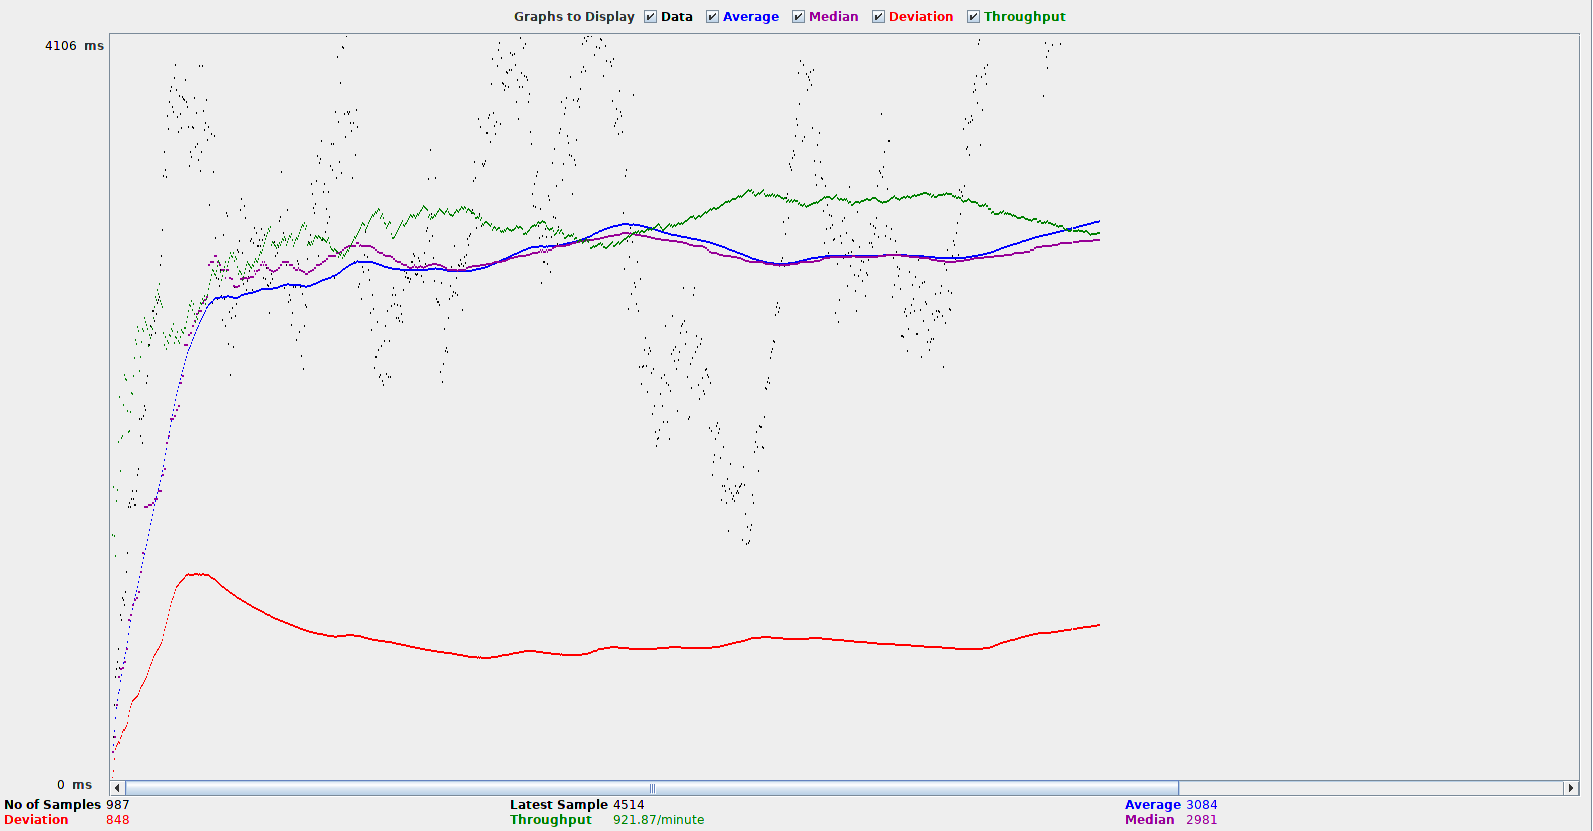 Graphs to Display Data Average Median Deviation Throughput
4106 ms
0 ms
No of Samples 987 Latest Sample 4514 Average 3084
Deviation 848 Throughput 921.87/minute Median 2981